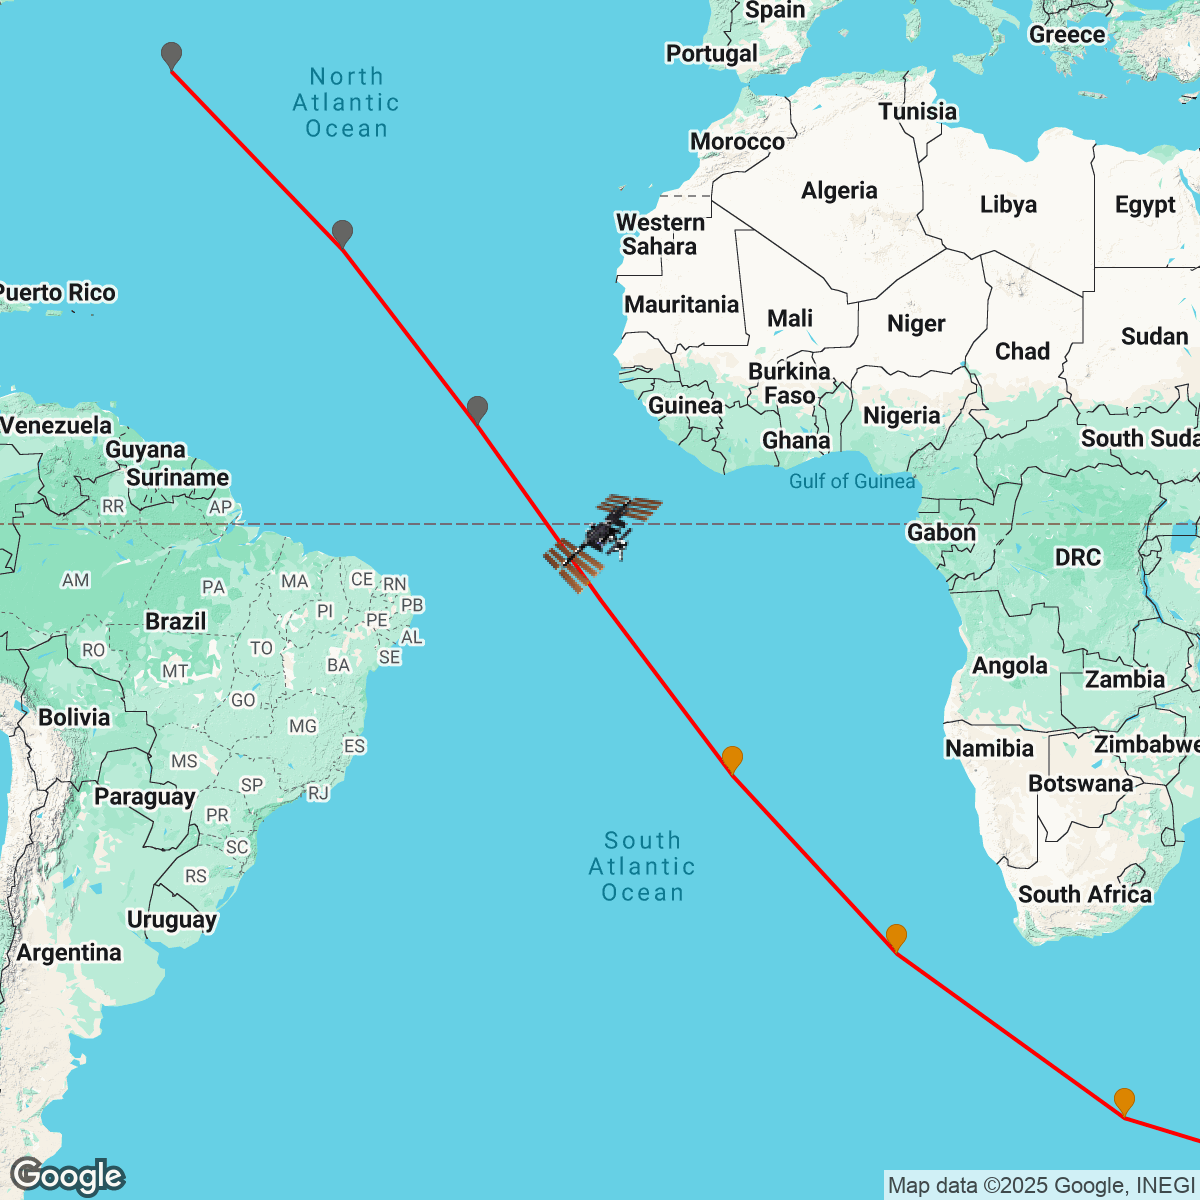 Spain
Greece
Portugal
North
Atlantic
Ocean
Tunisia
Morocco
Algeria
Libya
Egypt
Western
Sahara
Puerto Rico
Mauritania
Mali
Niger
Sudan
Chad
Burkina
Faso
Guinea
Nigeria
Venezuela
Ghana
South Suda
Guyana
Suriname
Gulf of Guinea
RR
AP
Gabon
DRC
AM
PA
MA
CE
RN
PB
PI
PE
Brazil
AL
RO
TO
SE
MT
BA
Angola
Zambia
GO
Bolivia
MG
ES
Namibia
Zimbabwe
MS
SP
RJ
Botswana
Paraguay
PR
SC
South
Atlantic
Ocean
RS
South Africa
Uruguay
Argentina
Google
Map data ©2025 Google, INEGI